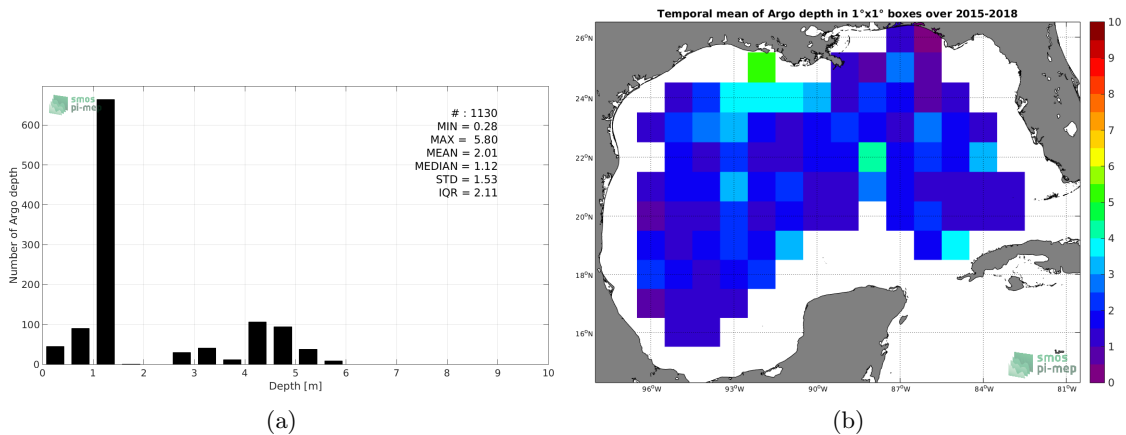 smos
pi-mep
# : 1130
MIN = 0.28
MAX = 5.80
MEAN = 2.01
MEDIAN = 1.12
STD = 1.53
IQR = 2.11
Number of Argo depth
600
500
400
300
200
100
0
0 1 2 3 4 5 6 7 8 9 10
Depth [m]
(a)
Temporal mean of Argo depth in 1°x1° boxes over 2015-2018
26°N
24°N
22°N
20°N
18°N
16°N
96°W 93°W 90°W 87°W 84°W 81°W
10
9
8
7
6
5
4
3
2
1
0
smos
pi-mep
(b)